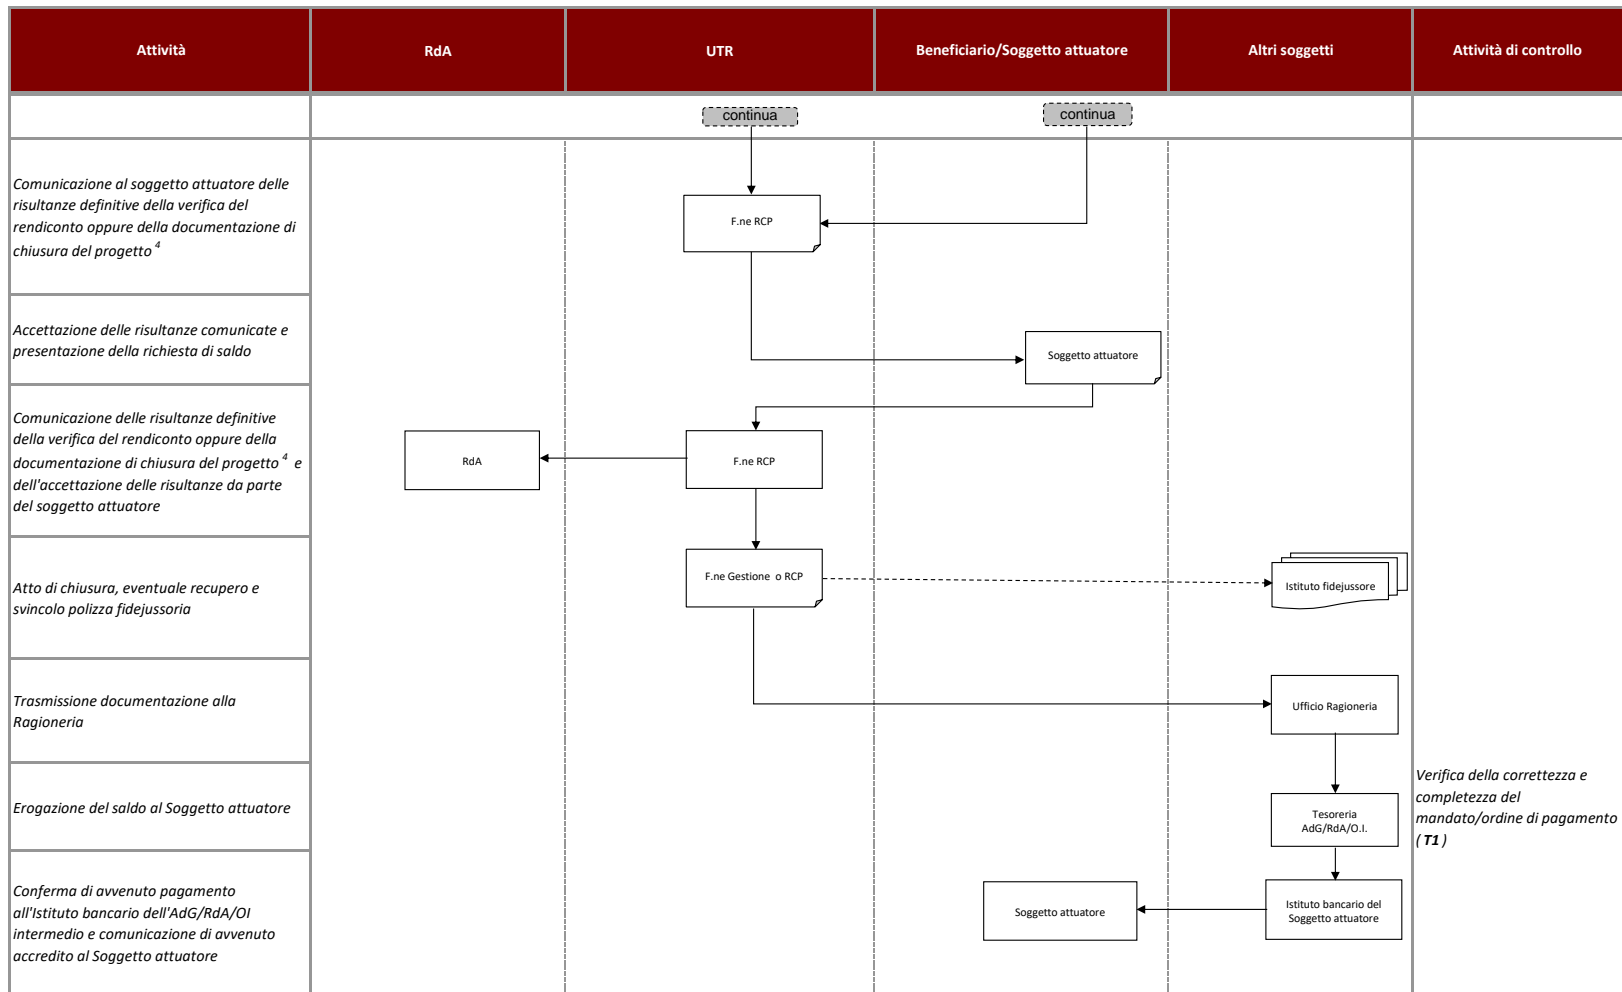 Attività
RdA
UTR
Beneficiario/Soggetto attuatore
Altri soggetti
Attività di controllo
continua
continua
Comunicazione al soggetto attuatore delle
risultanze definitive della verifica del
rendiconto oppure della documentazione di
chiusura del progetto 4
F.ne RCP
Accettazione delle risultanze comunicate e
presentazione della richiesta di saldo
Soggetto attuatore
Comunicazione delle risultanze definitive
della verifica del rendiconto oppure della
documentazione di chiusura del progetto 4 e
dell'accettazione delle risultanze da parte
del soggetto attuatore
RdA
F.ne RCP
Atto di chiusura, eventuale recupero e
svincolo polizza fidejussoria
F.ne Gestione o RCP
Istituto fidejussore
Trasmissione documentazione alla
Ragioneria
Ufficio Ragioneria
Erogazione del saldo al Soggetto attuatore
Tesoreria
AdG/RdA/O.I.
Verifica della correttezza e
completezza del
mandato/ordine di pagamento
( T1 )
Conferma di avvenuto pagamento
all'Istituto bancario dell'AdG/RdA/OI
intermedio e comunicazione di avvenuto
accredito al Soggetto attuatore
Soggetto attuatore
Istituto bancario del
Soggetto attuatore